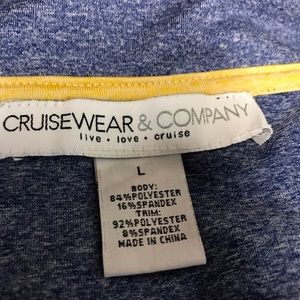 CRUISEWEAR & COMPANY
live • love • cruise
L
BODY:
84%POLYESTER
16%SPANDEX
TRIM:
92%POLYESTER
8%SPANDEX
MADE IN CHINA